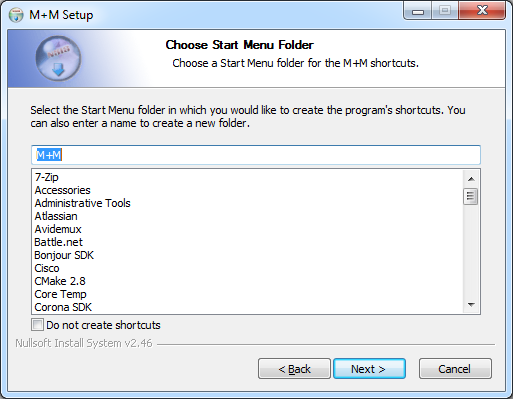 M+M Setup
Choose Start Menu Folder
Choose a Start Menu folder for the M+M shortcuts.
Select the Start Menu folder in which you would like to create the program's shortcuts. You
can also enter a name to create a new folder.
M+M
7-Zip
Accessories
Administrative Tools
Atlassian
Avidemux
Battle.net
Bonjour SDK
Cisco
CMake 2.8
Core Temp
Corona SDK
Do not create shortcuts
Nullsoft Install System v2.46
< Back
Next >
Cancel